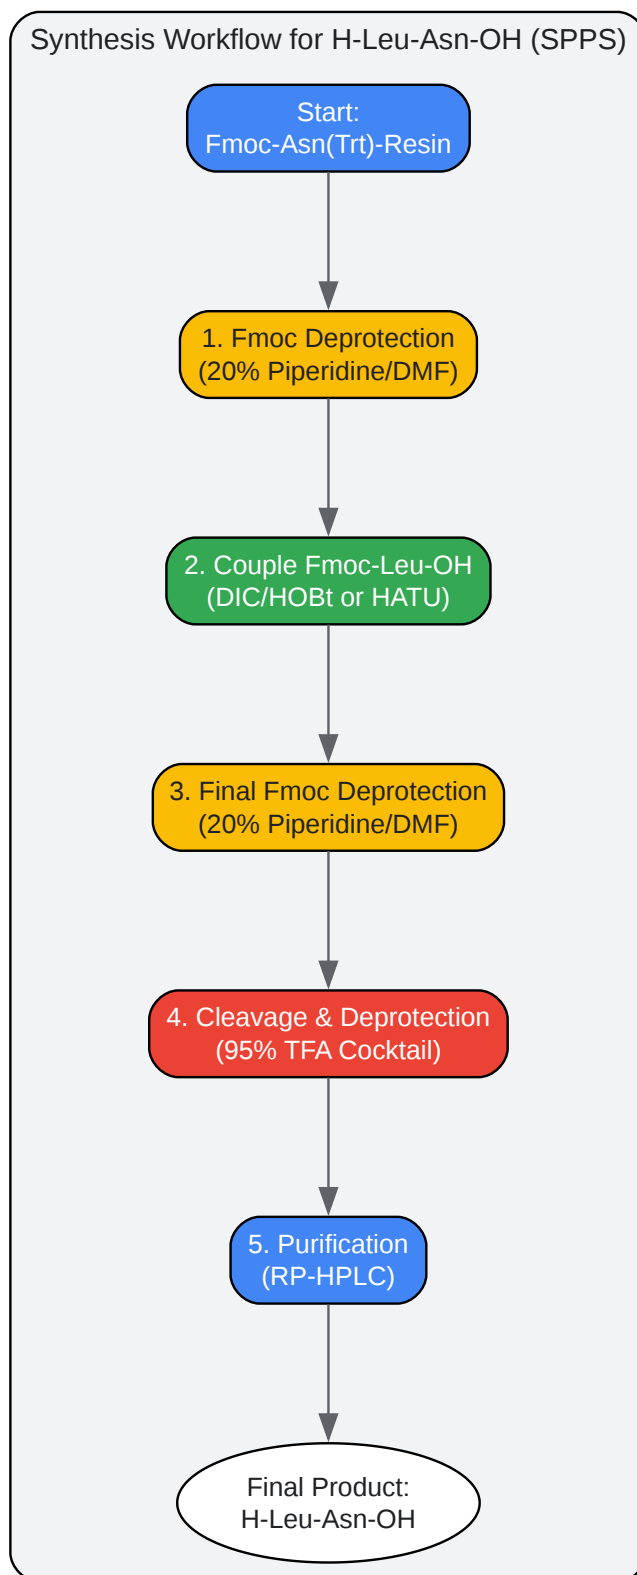 Synthesis Workflow for H-Leu-Asn-OH (SPPS)
Start:
Fmoc-Asn(Trt)-Resin
1. Fmoc Deprotection
(20% Piperidine/DMF)
2. Couple Fmoc-Leu-OH
(DIC/HOBt or HATU)
3. Final Fmoc Deprotection
(20% Piperidine/DMF)
4. Cleavage & Deprotection
(95% TFA Cocktail)
5. Purification
(RP-HPLC)
Final Product:
H-Leu-Asn-OH